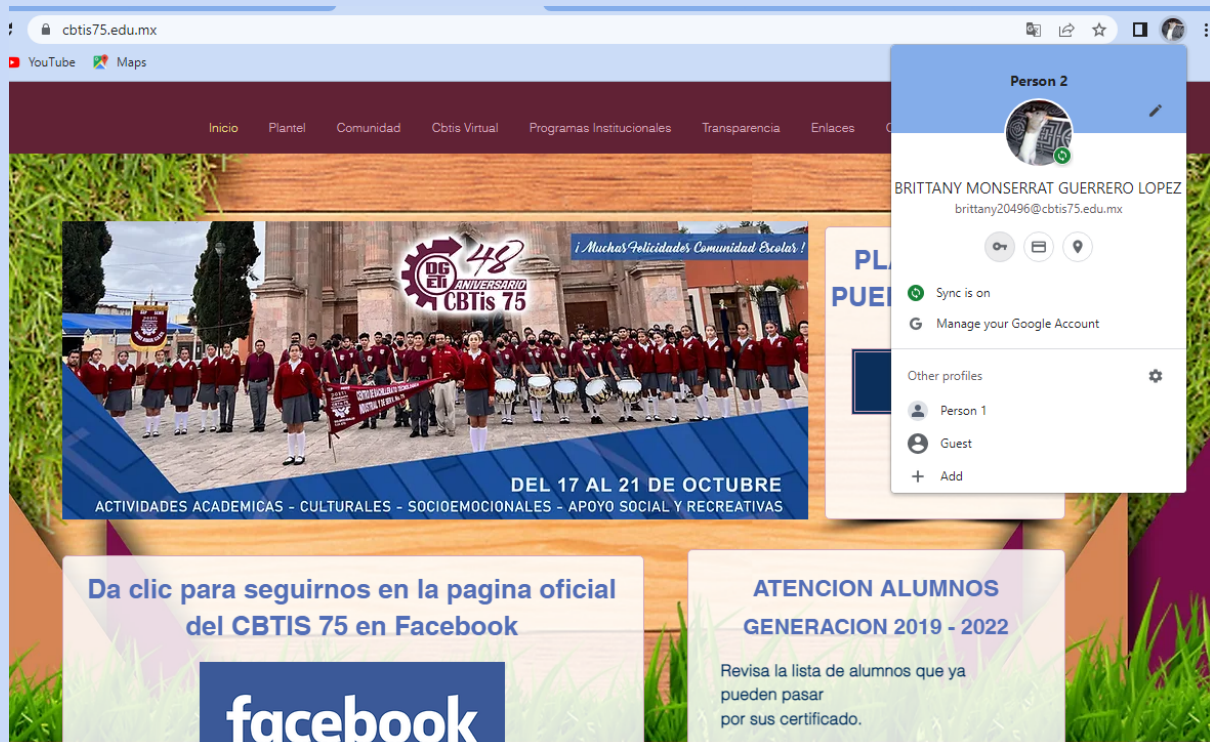 cbtis75.edu.mx
YouTube
Maps
Inicio
Plantel
Comunidad
Cbtis Virtual
Programas Institucionales
Transparencia
Enlaces
Person 2
BRITTANY MONSERRAT GUERRERO LOPEZ
brittany20496@cbtis75.edu.mx
Sync is on
G Manage your Google Account
Other profiles
Person 1
Guest
Add
¡Muchas Felicidades Comunidad Escolar!
DGETI
48
ANIVERSARIO
CBTis 75
DEL 17 AL 21 DE OCTUBRE
ACTIVIDADES ACADEMICAS - CULTURALES - SOCIOEMOCIONALES - APOYO SOCIAL Y RECREATIVAS
Da clic para seguirnos en la pagina oficial
del CBTIS 75 en Facebook
facebook
ATENCION ALUMNOS
GENERACION 2019 - 2022
Revisa la lista de alumnos que ya
pueden pasar
por sus certificado.